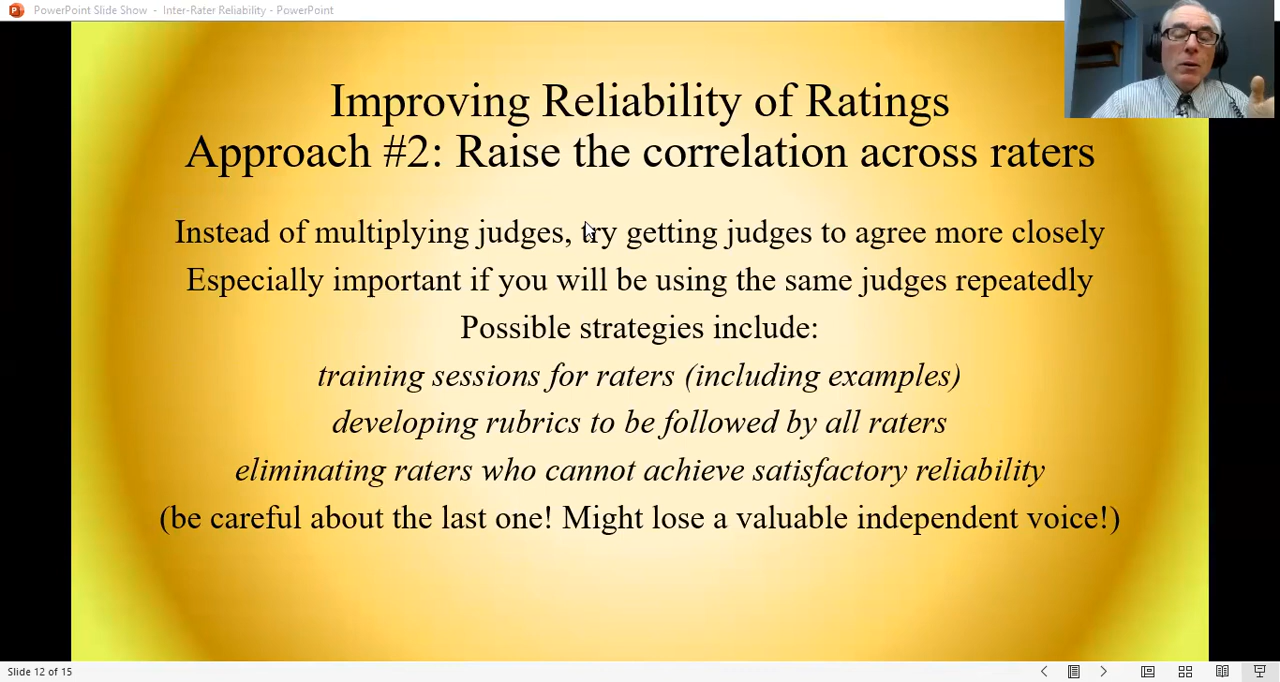 PowerPoint Slide Show - Inter-Rater Reliability - PowerPoint
Improving Reliability of Ratings
Approach #2: Raise the correlation across raters
Instead of multiplying judges, try getting judges to agree more closely
Especially important if you will be using the same judges repeatedly
Possible strategies include:
training sessions for raters (including examples)
developing rubrics to be followed by all raters
eliminating raters who cannot achieve satisfactory reliability
(be careful about the last one! Might lose a valuable independent voice!)
Slide 12 of 15